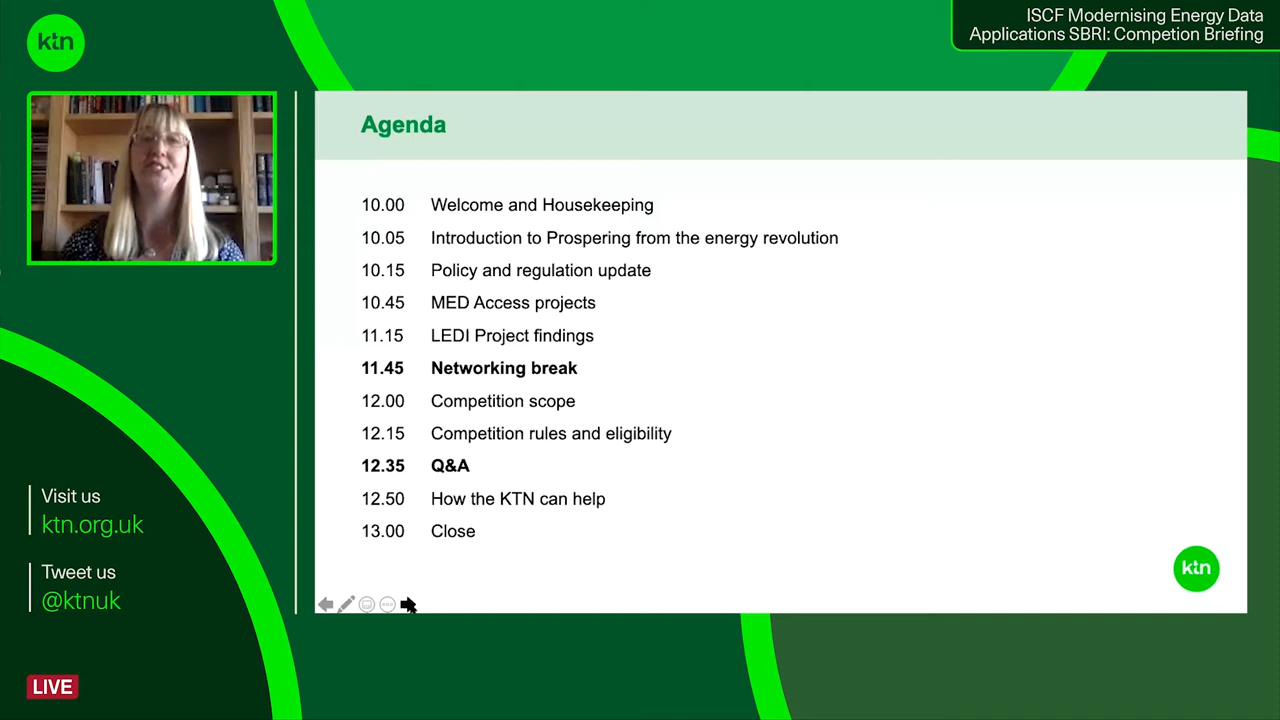 ktn
ISCF Modernising Energy Data
Applications SBRI: Competion Briefing
Agenda
10.00 Welcome and Housekeeping
10.05 Introduction to Prospering from the energy revolution
10.15 Policy and regulation update
10.45 MED Access projects
11.15 LEDI Project findings
11.45 Networking break
12.00 Competition scope
12.15 Competition rules and eligibility
12.35 Q&A
12.50 How the KTN can help
13.00 Close
ktn
Visit us
ktn.org.uk
Tweet us
@ktnuk
LIVE